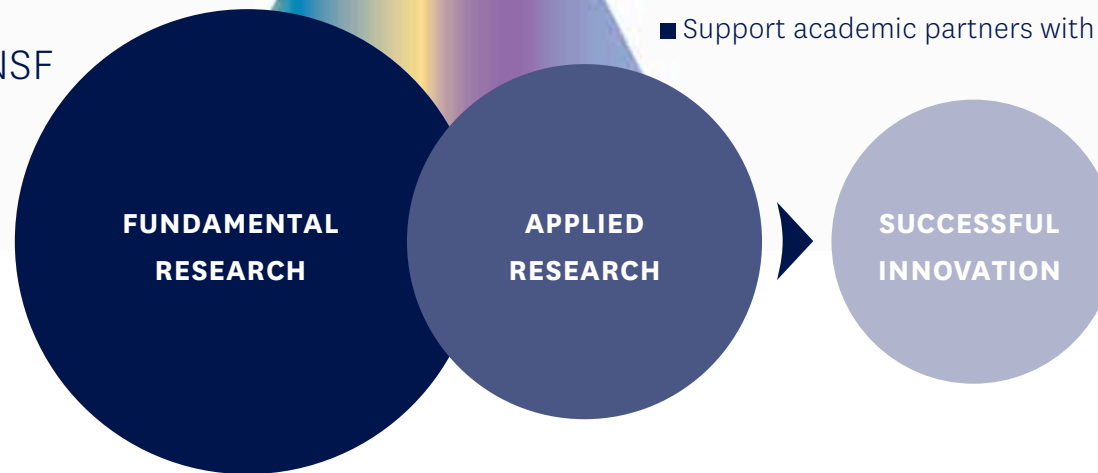 ■ Support academic partners with
NSF
FUNDAMENTAL
RESEARCH
APPLIED
RESEARCH
SUCCESSFUL
INNOVATION